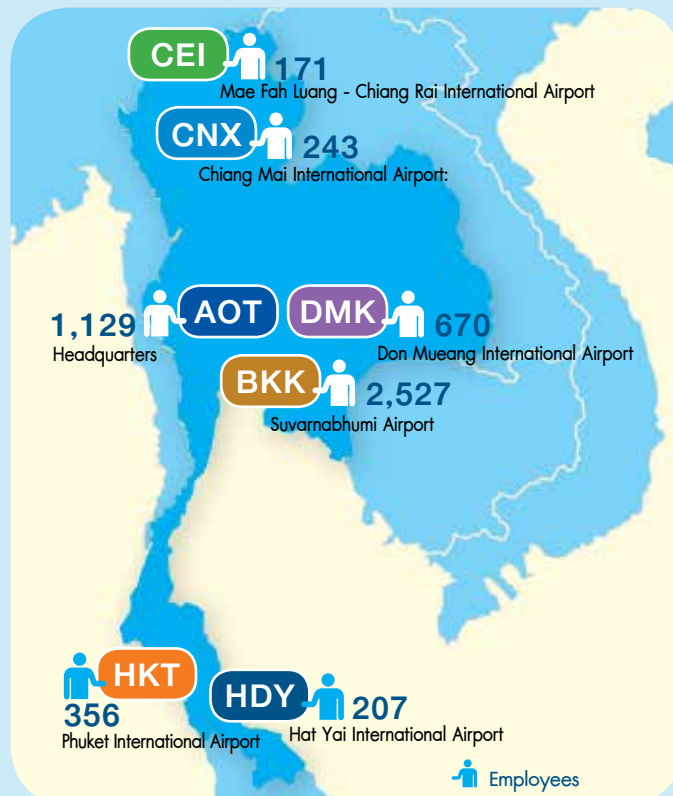 CEI 171
Mae Fah Luang - Chiang Rai International Airport
CNX 243
Chiang Mai International Airport:
1,129 AOT DMK 670
Headquarters Don Mueang International Airport
BKK 2,527
Suvarnabhumi Airport
HKT
356
Phuket International Airport
HDY 207
Hat Yai International Airport
Employees